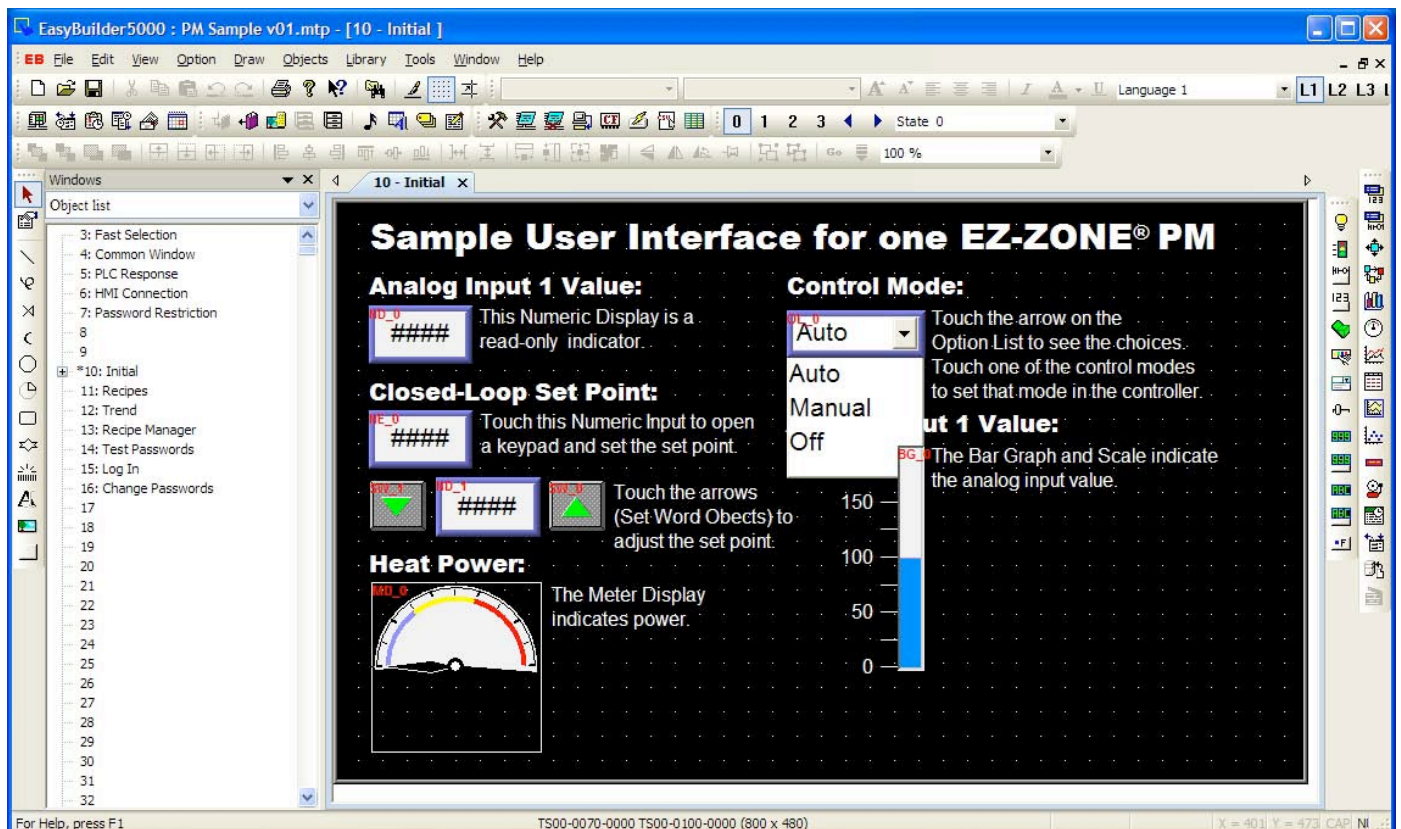 EasyBuilder5000 : PM Sample v01.mtp - [10 - Initial ]
EB File Edit View Option Draw Objects Library Tools Window Help
Language 1 L1 L2 L3
0 1 2 3 State 0
Go 100 %
Windows
10 - Initial
Object list
3: Fast Selection
4: Common Window
5: PLC Response
6: HMI Connection
7: Password Restriction
8
9
*10: Initial
11: Recipes
12: Trend
13: Recipe Manager
14: Test Passwords
15: Log In
16: Change Passwords
17
18
19
20
21
22
23
24
25
26
27
28
29
30
31
32
Sample User Interface for one EZ-ZONE® PM
Analog Input 1 Value:
ND_0
####
This Numeric Display is a
read-only indicator.
Closed-Loop Set Point:
NE_0
####
Touch this Numeric Input to open
a keypad and set the set point.
ND_1
####
Touch the arrows
(Set Word Obects) to
adjust the set point.
Heat Power:
MD_0
The Meter Display
indicates power.
Control Mode:
OL_0
Auto
Auto
Manual
Off
Touch the arrow on the
Option List to see the choices.
Touch one of the control modes
to set that mode in the controller.
ut 1 Value:
BG_0
The Bar Graph and Scale indicate
the analog input value.
150
100
50
0
For Help, press F1
TS00-0070-0000 TS00-0100-0000 (800 x 480)
X = 401 Y = 473 CAP